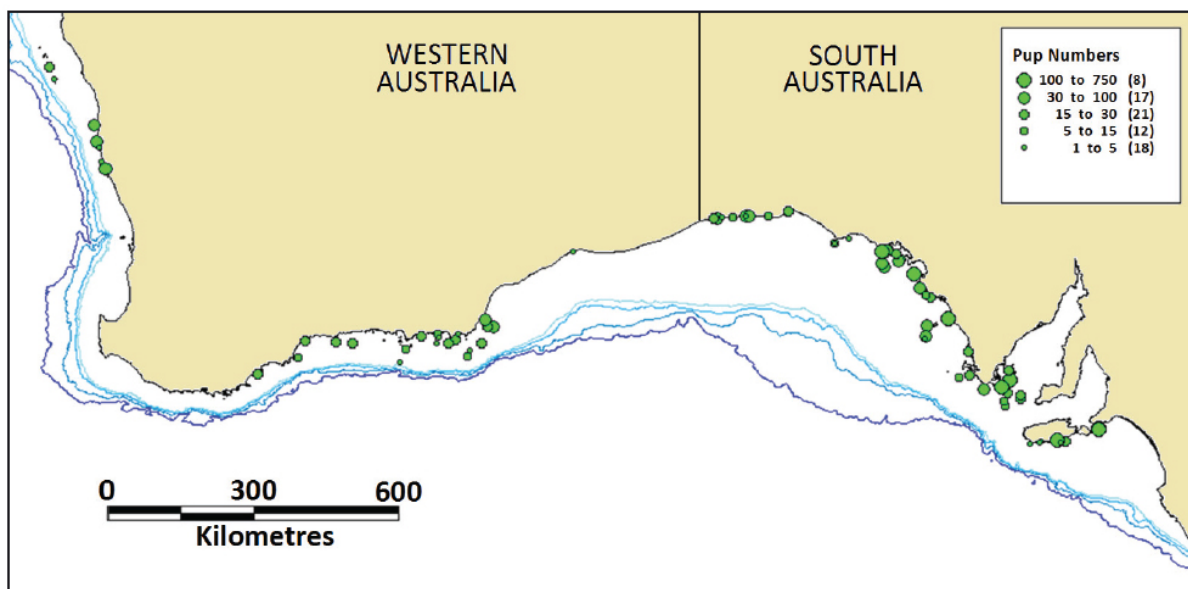 WESTERN
AUSTRALIA
SOUTH
AUSTRALIA
Pup Numbers
100 to 750 (8)
30 to 100 (17)
15 to 30 (21)
5 to 15 (12)
1 to 5 (18)
0 300 600
Kilometres